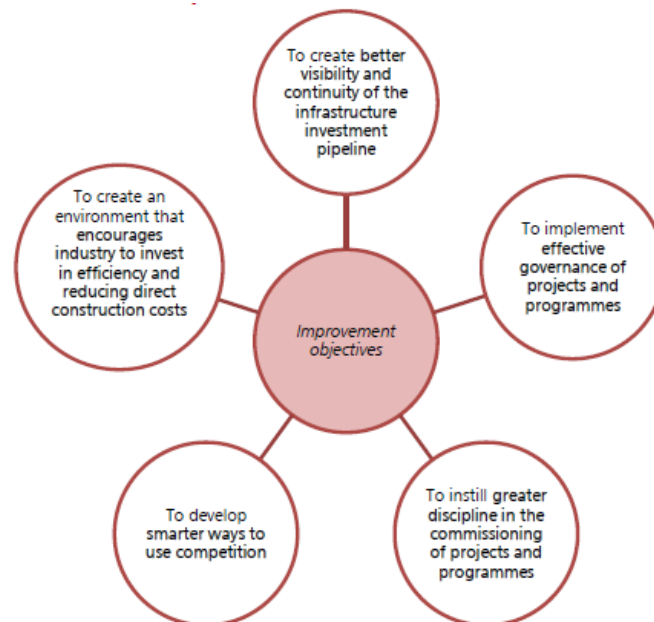 To create better
visibility and
continuity of the
infrastructure
investment
pipeline
To create an
environment that
encourages
industry to invest
in efficiency and
reducing direct
construction costs
To implement
effective
governance of
projects and
programmes
Improvement
objectives
To develop
smarter ways to
use competition
To instill greater
discipline in the
commissioning
of projects and
programmes